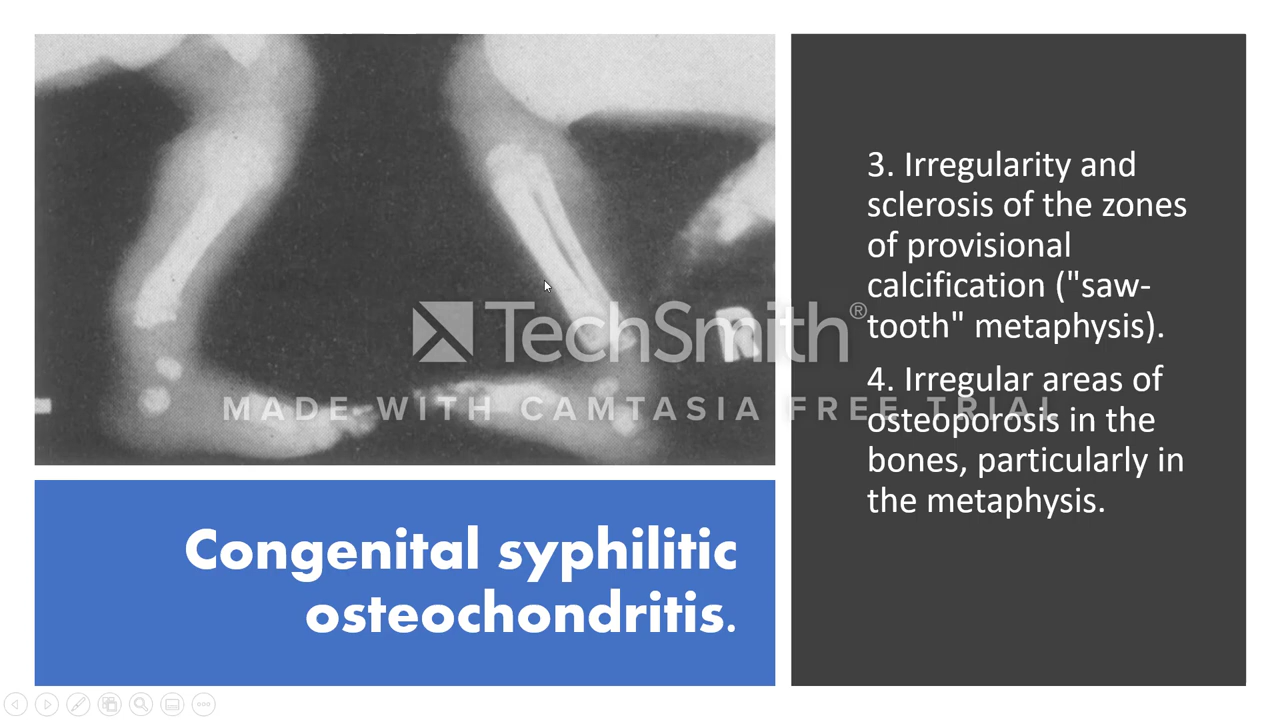 3. Irregularity and
sclerosis of the zones
of provisional
calcification ("saw-
tooth" metaphysis).
4. Irregular areas of
osteoporosis in the
bones, particularly in
the metaphysis.
R
TechSmith®
MADE WITH CAMTASIA FREE TRIAL
Congenital syphilitic
osteochondritis.